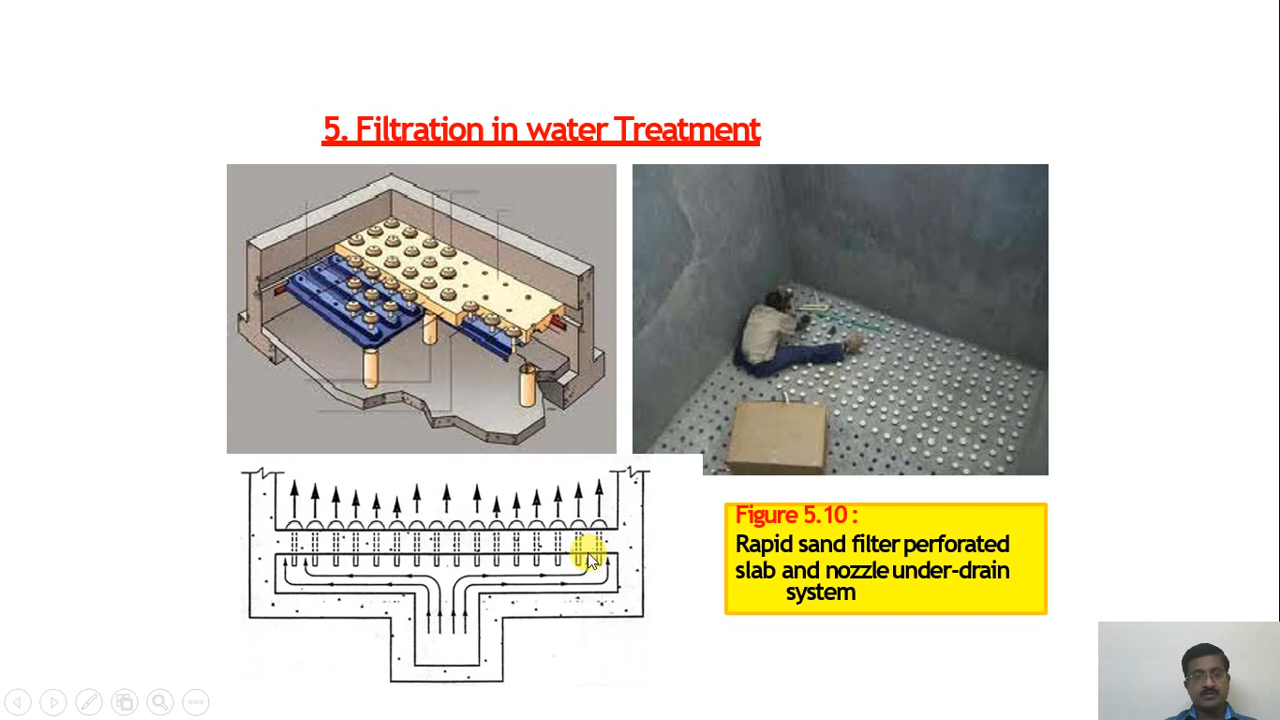 5. Filtration in water Treatment
Figure 5.10 :
Rapid sand filter perforated
slab and nozzle under-drain
system